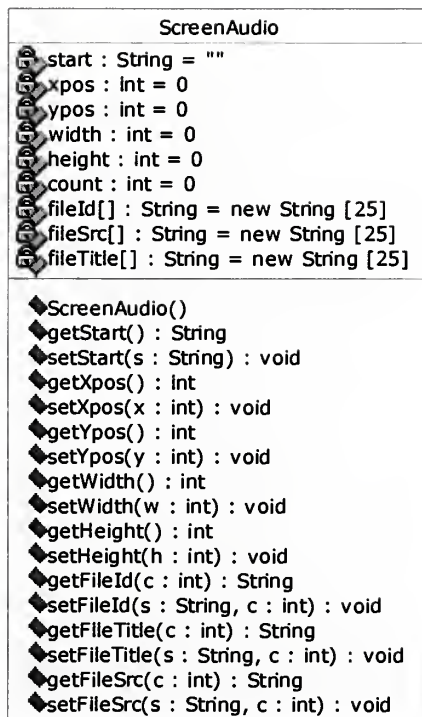 ScreenAudio
start : String = ""
xpos : int = 0
ypos : int = 0
width : int = 0
height : int = 0
count : int = 0
fileId[] : String = new String [25]
fileSrc[] : String = new String [25]
fileTitle[] : String = new String [25]
ScreenAudio()
getStart() : String
setStart(s : String) : void
getXpos() : int
setXpos(x : int) : void
getYpos() : int
setYpos(y : int) : void
getWidth() : int
setWidth(w : int) : void
getHeight() : int
setHeight(h : int) : void
getFileId(c : int) : String
setFileId(s : String, c : int) : void
getFileTitle(c : int) : String
setFileTitle(s : String, c : int) : void
getFileSrc(c : int) : String
setFileSrc(s : String, c : int) : void